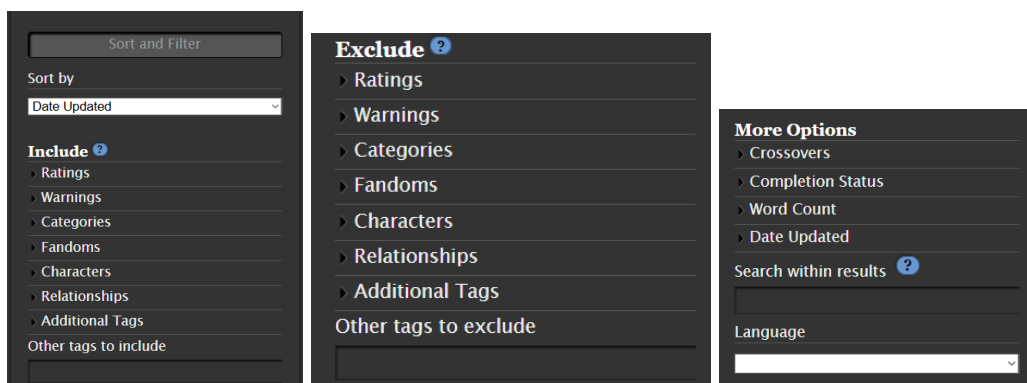 Sort and Filter
Sort by
Date Updated
Include ?
Ratings
Warnings
Categories
Fandoms
Characters
Relationships
Additional Tags
Other tags to include
Exclude ?
Ratings
Warnings
Categories
Fandoms
Characters
Relationships
Additional Tags
Other tags to exclude
More Options
Crossovers
Completion Status
Word Count
Date Updated
Search within results ?
Language